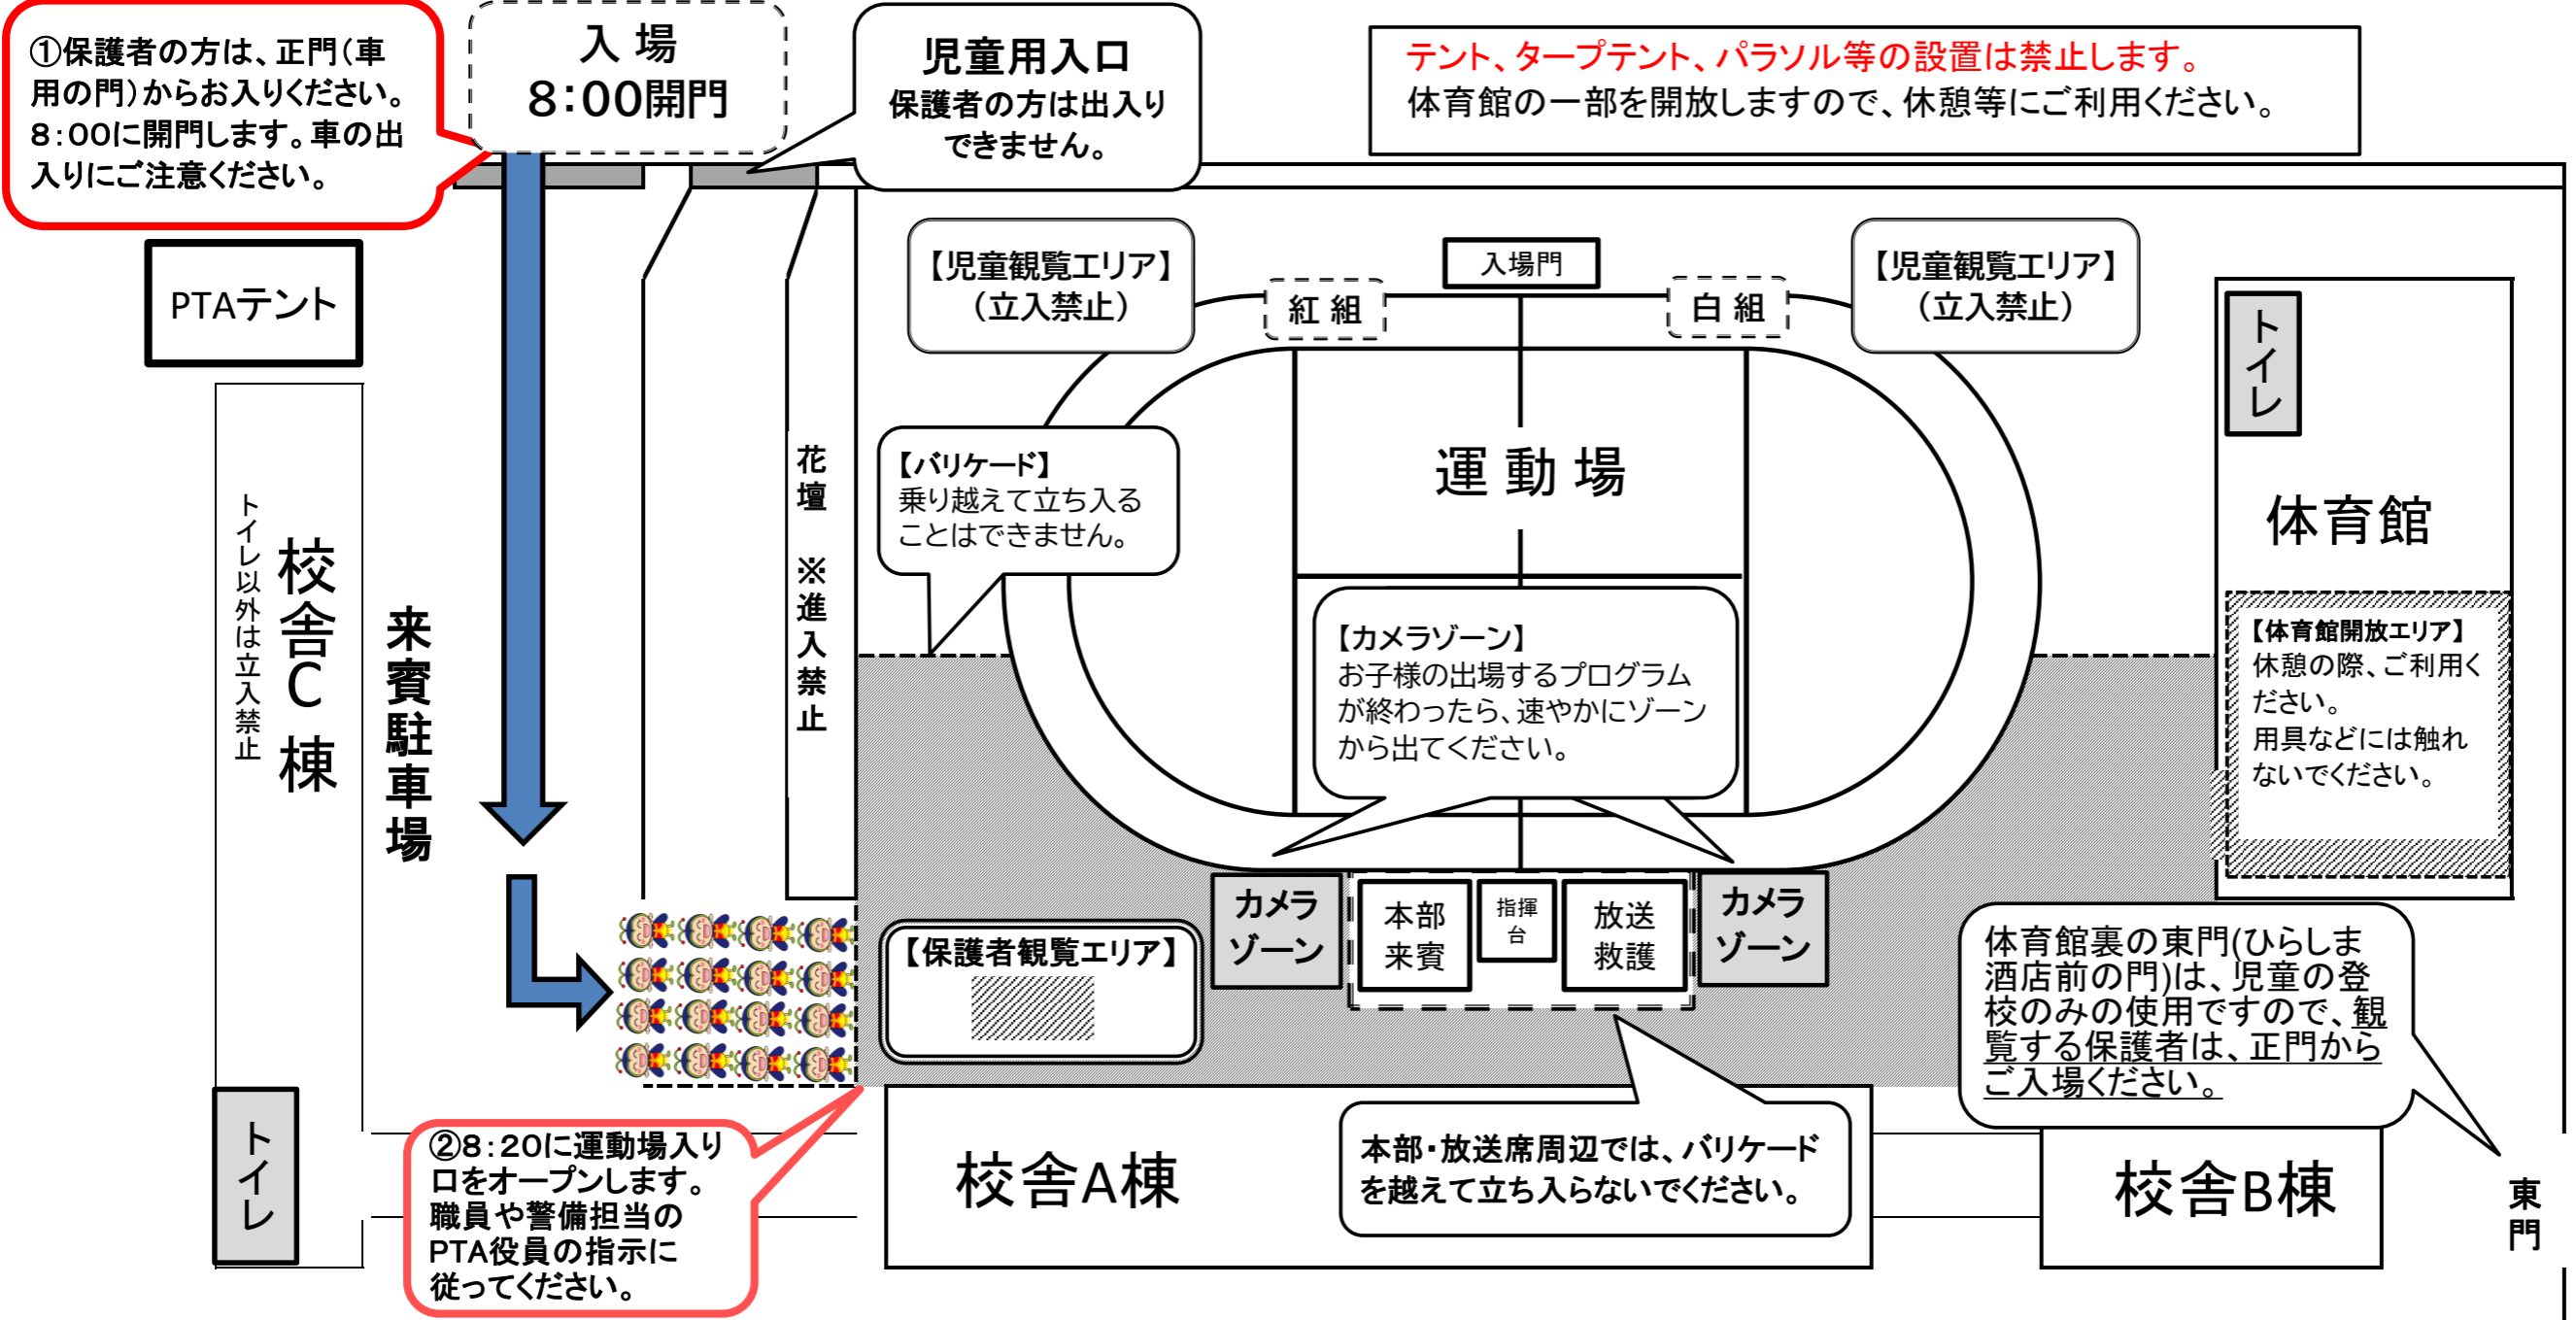 ①保護者の方は、正門（車
用の門）からお入りください。
8：00に開門します。車の出
入りにご注意ください。
入 場
8：00開門
児童用入口
保護者の方は出入り
できません。
テント、タープテント、パラソル等の設置は禁止します。
体育館の一部を開放しますので、休憩等にご利用ください。
PTAテント
【児童観覧エリア】
（立入禁止）
入場門
【児童観覧エリア】
（立入禁止）
紅 組
白 組
トイレ
運 動 場
体育館
【バリケード】
乗り越えて立ち入る
ことはできません。
花壇　※進入禁止
トイレ以外は立入禁止
校舎C 棟
来賓駐車場
【カメラゾーン】
お子様の出場するプログラム
が終わったら、速やかにゾーン
から出てください。
【体育館開放エリア】
休憩の際、ご利用く
ださい。
用具などには触れ
ないでください。
カメラ
ゾーン
本部
来賓
指揮
台
放送
救護
カメラ
ゾーン
【保護者観覧エリア】
体育館裏の東門(ひらしま
酒店前の門)は、児童の登
校のみの使用ですので、観
覧する保護者は、正門から
ご入場ください。
トイレ
②8：20に運動場入り
口をオープンします。
職員や警備担当の
PTA役員の指示に
従ってください。
校舎A棟
本部・放送席周辺では、バリケード
を越えて立ち入らないでください。
校舎B棟
東門